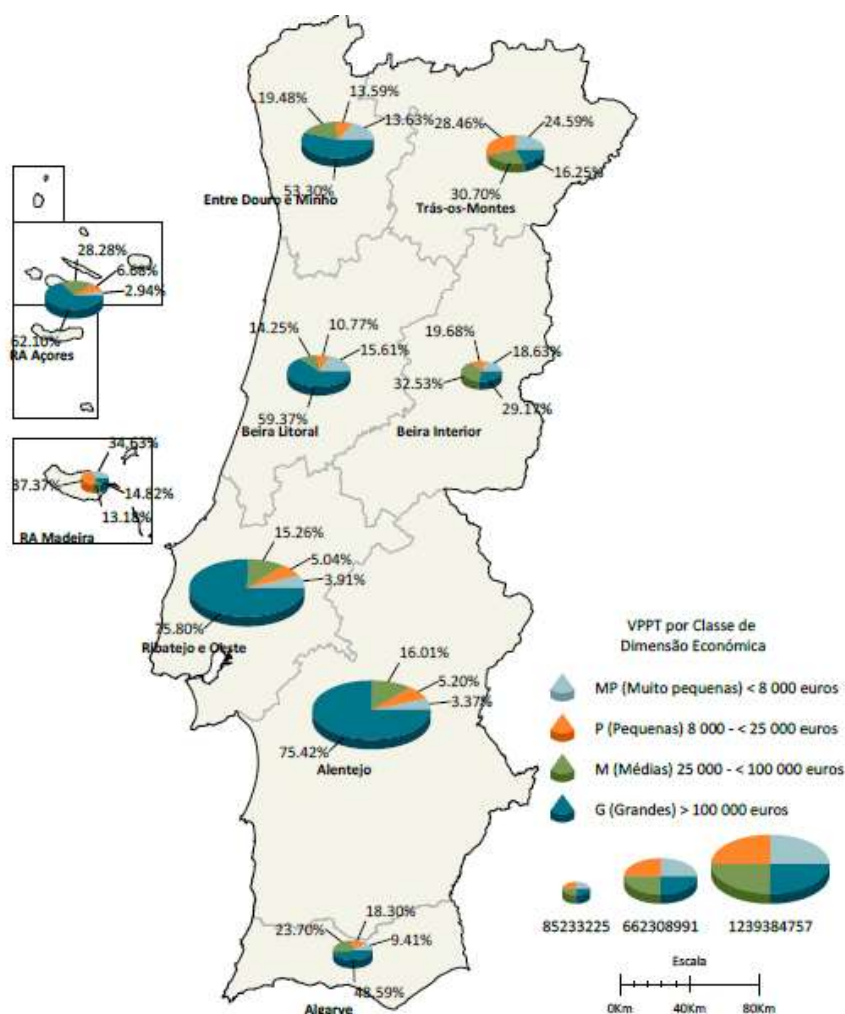 19.48%
13.59%
13.63%
53.30%
Entre Douro e Minho
28.46%
24.59%
16.25%
30.70%
Trás-os-Montes
28.28%
6.68%
2.94%
62.10%
RA Açores
14.25%
10.77%
15.61%
59.37%
Beira Litoral
19.68%
18.63%
32.53%
29.17%
Beira Interior
34.63%
37.37%
14.82%
13.18%
RA Madeira
15.26%
5.04%
3.91%
75.80%
Ribatejo e Oeste
16.01%
5.20%
3.37%
75.42%
Alentejo
23.70%
18.30%
9.41%
48.59%
Algarve
VPPT por Classe de
Dimensão Económica
MP (Muito pequenas) < 8 000 euros
P (Pequenas) 8 000 - < 25 000 euros
M (Médias) 25 000 - < 100 000 euros
G (Grandes) > 100 000 euros
85233225 662308991 1239384757
Escala
0Km 40Km 80Km